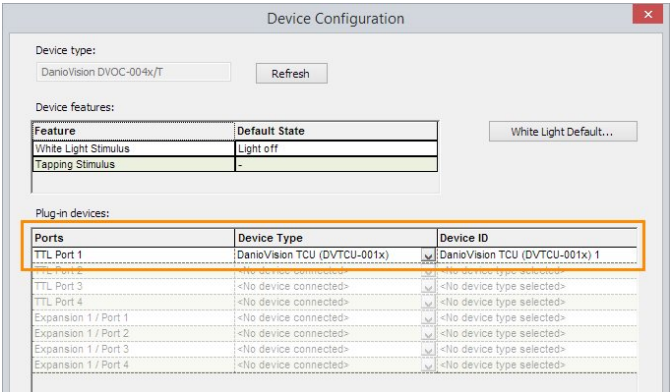 Device Configuration
Device type:
DanioVision DVOC-004x/T Refresh
Device features:
Feature Default State
White Light Stimulus Light off White Light Default...
Tapping Stimulus -
Plug-in devices:
Ports Device Type Device ID
TTL Port 1 DanioVision TCU (DVTCU-001x) DanioVision TCU (DVTCU-001x) 1
TTL Port 2 <No device connected> <No device type selected>
TTL Port 3 <No device connected> <No device type selected>
TTL Port 4 <No device connected> <No device type selected>
Expansion 1 / Port 1 <No device connected> <No device type selected>
Expansion 1 / Port 2 <No device connected> <No device type selected>
Expansion 1 / Port 3 <No device connected> <No device type selected>
Expansion 1 / Port 4 <No device connected> <No device type selected>